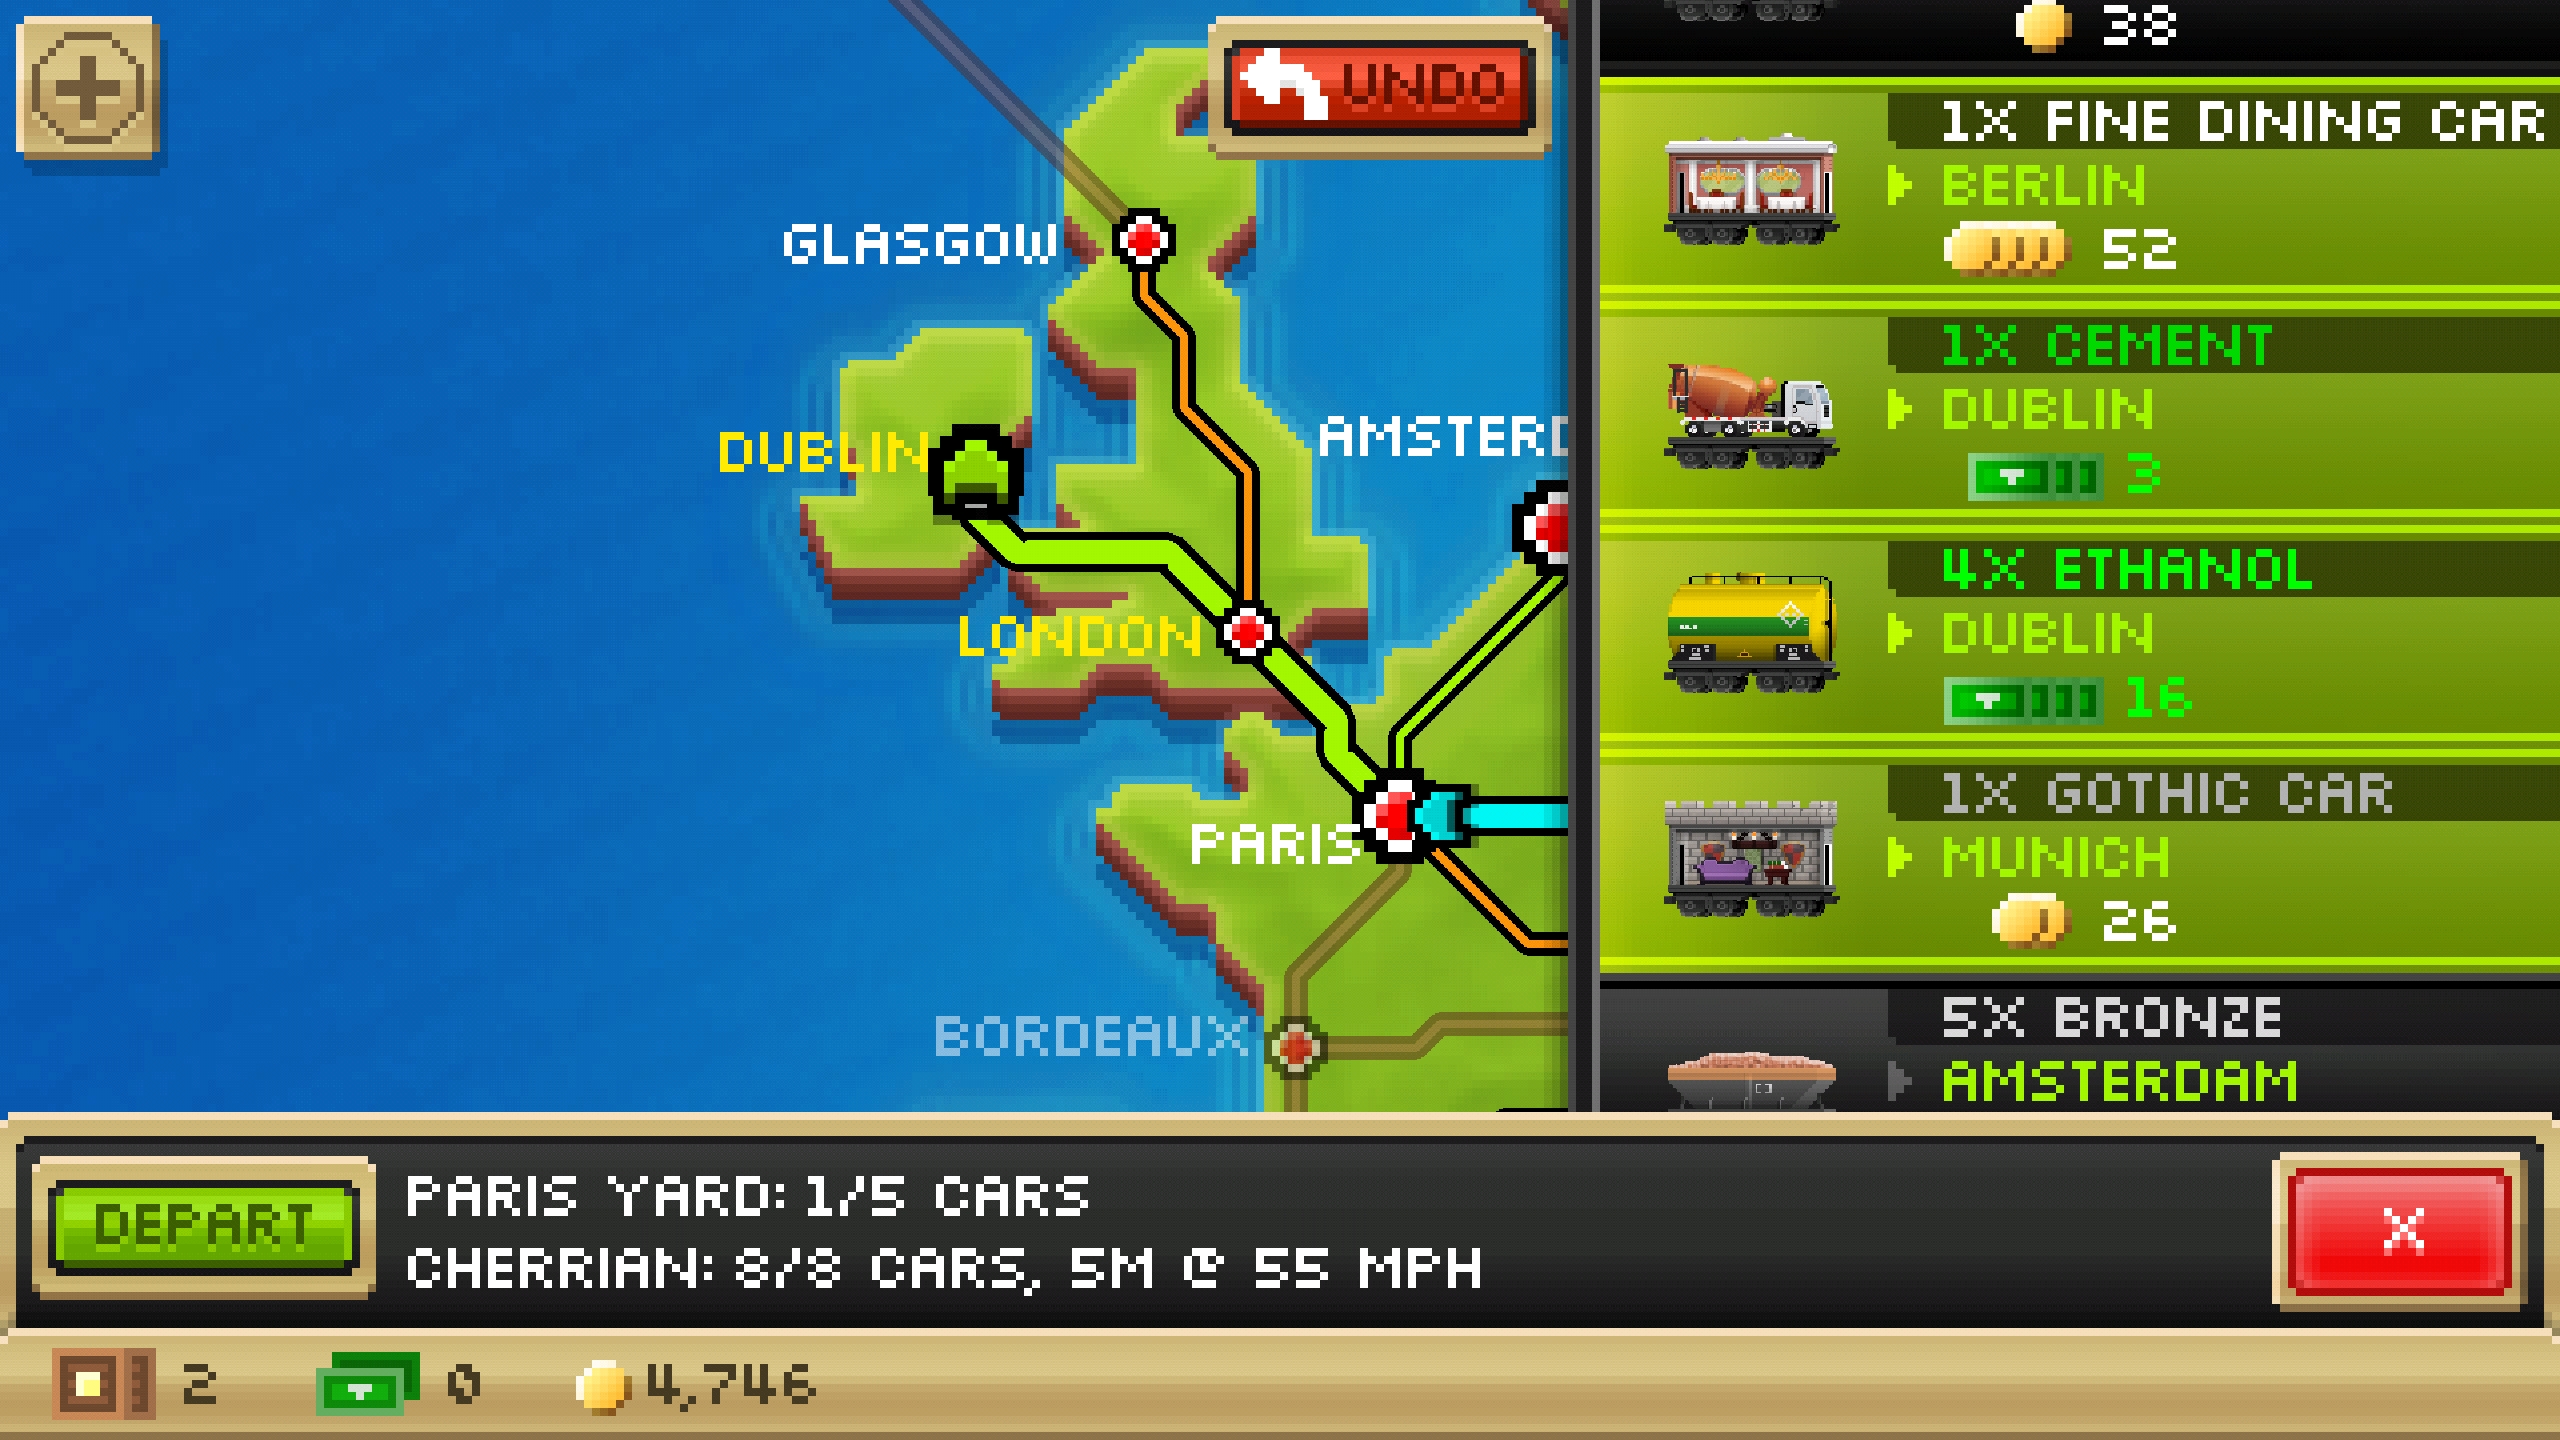 UNDO
GLASGOW
DUBLIN
AMSTERD
LONDON
PARIS
BORDEAUX
38
1X FINE DINING CAR
BERLIN
52
1X CEMENT
DUBLIN
3
4X ETHANOL
DUBLIN
16
1X GOTHIC CAR
MUNICH
26
5X BRONZE
AMSTERDAM
DEPART
PARIS YARD: 1/5 CARS
CHERRIAN: 8/8 CARS, 5M @ 55 MPH
X
2 0 4,746